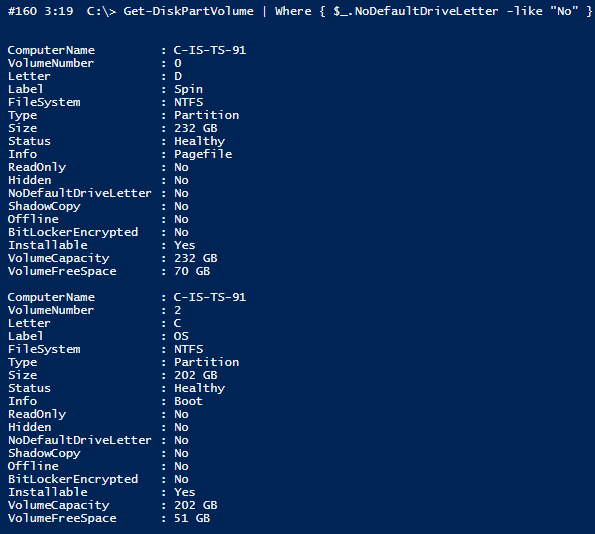 #160 3:19  C:\> Get-DiskPartVolume | Where { $_.NoDefaultDriveLetter -like "No" }
ComputerName         : C-IS-TS-91
VolumeNumber         : 0
Letter               : D
Label                : Spin
FileSystem           : NTFS
Type                 : Partition
Size                 : 232 GB
Status               : Healthy
Info                 : Pagefile
ReadOnly             : No
Hidden               : No
NoDefaultDriveLetter : No
ShadowCopy           : No
Offline              : No
BitLockerEncrypted   : No
Installable          : Yes
VolumeCapacity       : 232 GB
VolumeFreeSpace      : 70 GB
ComputerName         : C-IS-TS-91
VolumeNumber         : 2
Letter               : C
Label                : OS
FileSystem           : NTFS
Type                 : Partition
Size                 : 202 GB
Status               : Healthy
Info                 : Boot
ReadOnly             : No
Hidden               : No
NoDefaultDriveLetter : No
ShadowCopy           : No
Offline              : No
BitLockerEncrypted   : No
Installable          : Yes
VolumeCapacity       : 202 GB
VolumeFreeSpace      : 51 GB